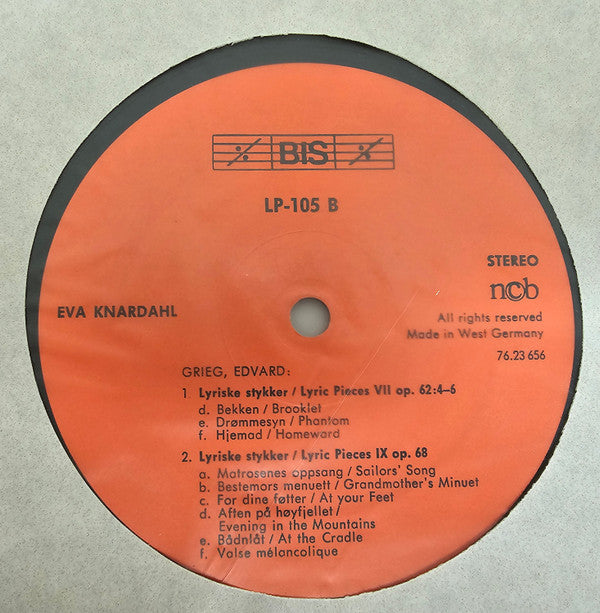 BIS
LP-105 B
STEREO
ncb
EVA KNARDAHL
All rights reserved
Made in West Germany
76.23 656
GRIEG, EDVARD:
1 Lyriske stykker / Lyric Pieces VII op. 62:4–6
d. Bekken / Brooklet
e. Drømmesyn / Phantom
f. Hjemad / Homeward
2. Lyriske stykker / Lyric Pieces IX op. 68
a. Matrosenes oppsang / Sailors' Song
b. Bestemors menuett / Grandmother's Minuet
c. For dine føtter / At your Feet
d. Aften på høyfjellet /
Evening in the Mountains
e. Bådnlåt / At the Cradle
f. Valse mélancolique